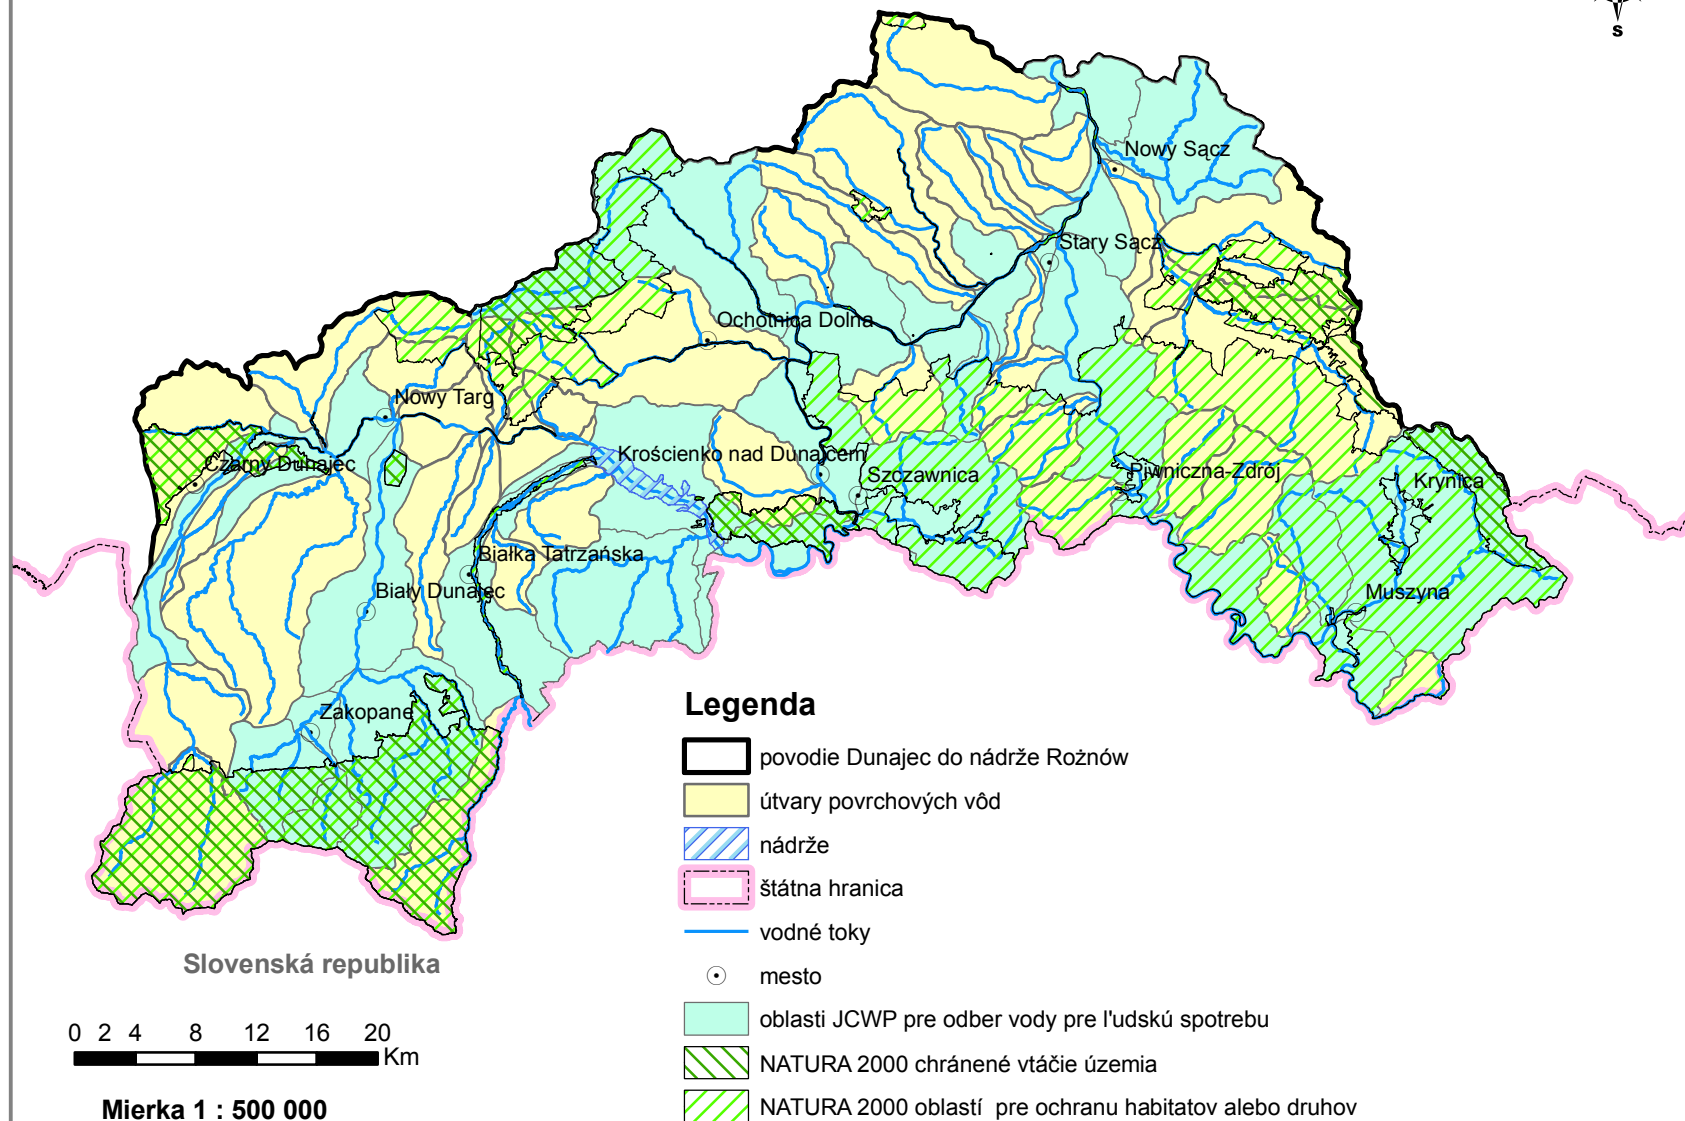 S
Nowy Sącz
Stary Sącz
Ochotnica Dolna
Nowy Targ
Krościenko nad Dunajcem
Czarny Dunajec
Szczawnica
Piwniczna-Zdrój
Krynica
Białka Tatrzańska
Biały Dunajec
Muszyna
Zakopane
Legenda
povodie Dunajec do nádrže Rożnów
útvary povrchových vôd
nádrže
štátna hranica
vodné toky
mesto
oblasti JCWP pre odber vody pre l'udskú spotrebu
NATURA 2000 chránené vtáčie územia
NATURA 2000 oblastí pre ochranu habitatov alebo druhov
Slovenská republika
0 2 4 8 12 16 20
Km
Mierka 1 : 500 000